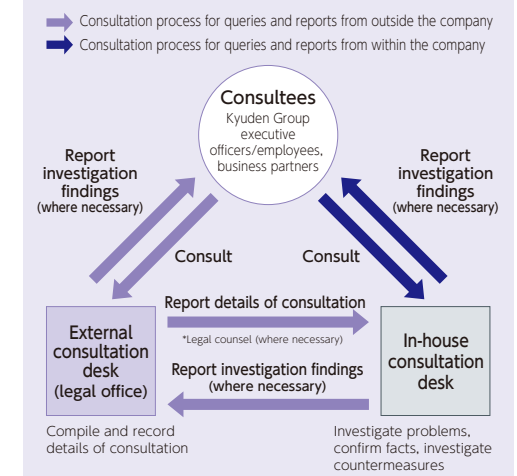 Consultation process for queries and reports from outside the company
Consultation process for queries and reports from within the company
Consultees
Kyuden Group
executive
officers/employees,
business partners
Report
investigation
findings
(where necessary)
Report
investigation
findings
(where necessary)
Consult
Consult
Report details of consultation
*Legal counsel (where necessary)
Report investigation findings
(where necessary)
External
consultation
desk
(legal office)
In-house
consultation
desk
Compile and record
details of consultation
Investigate problems,
confirm facts, investigate
countermeasures